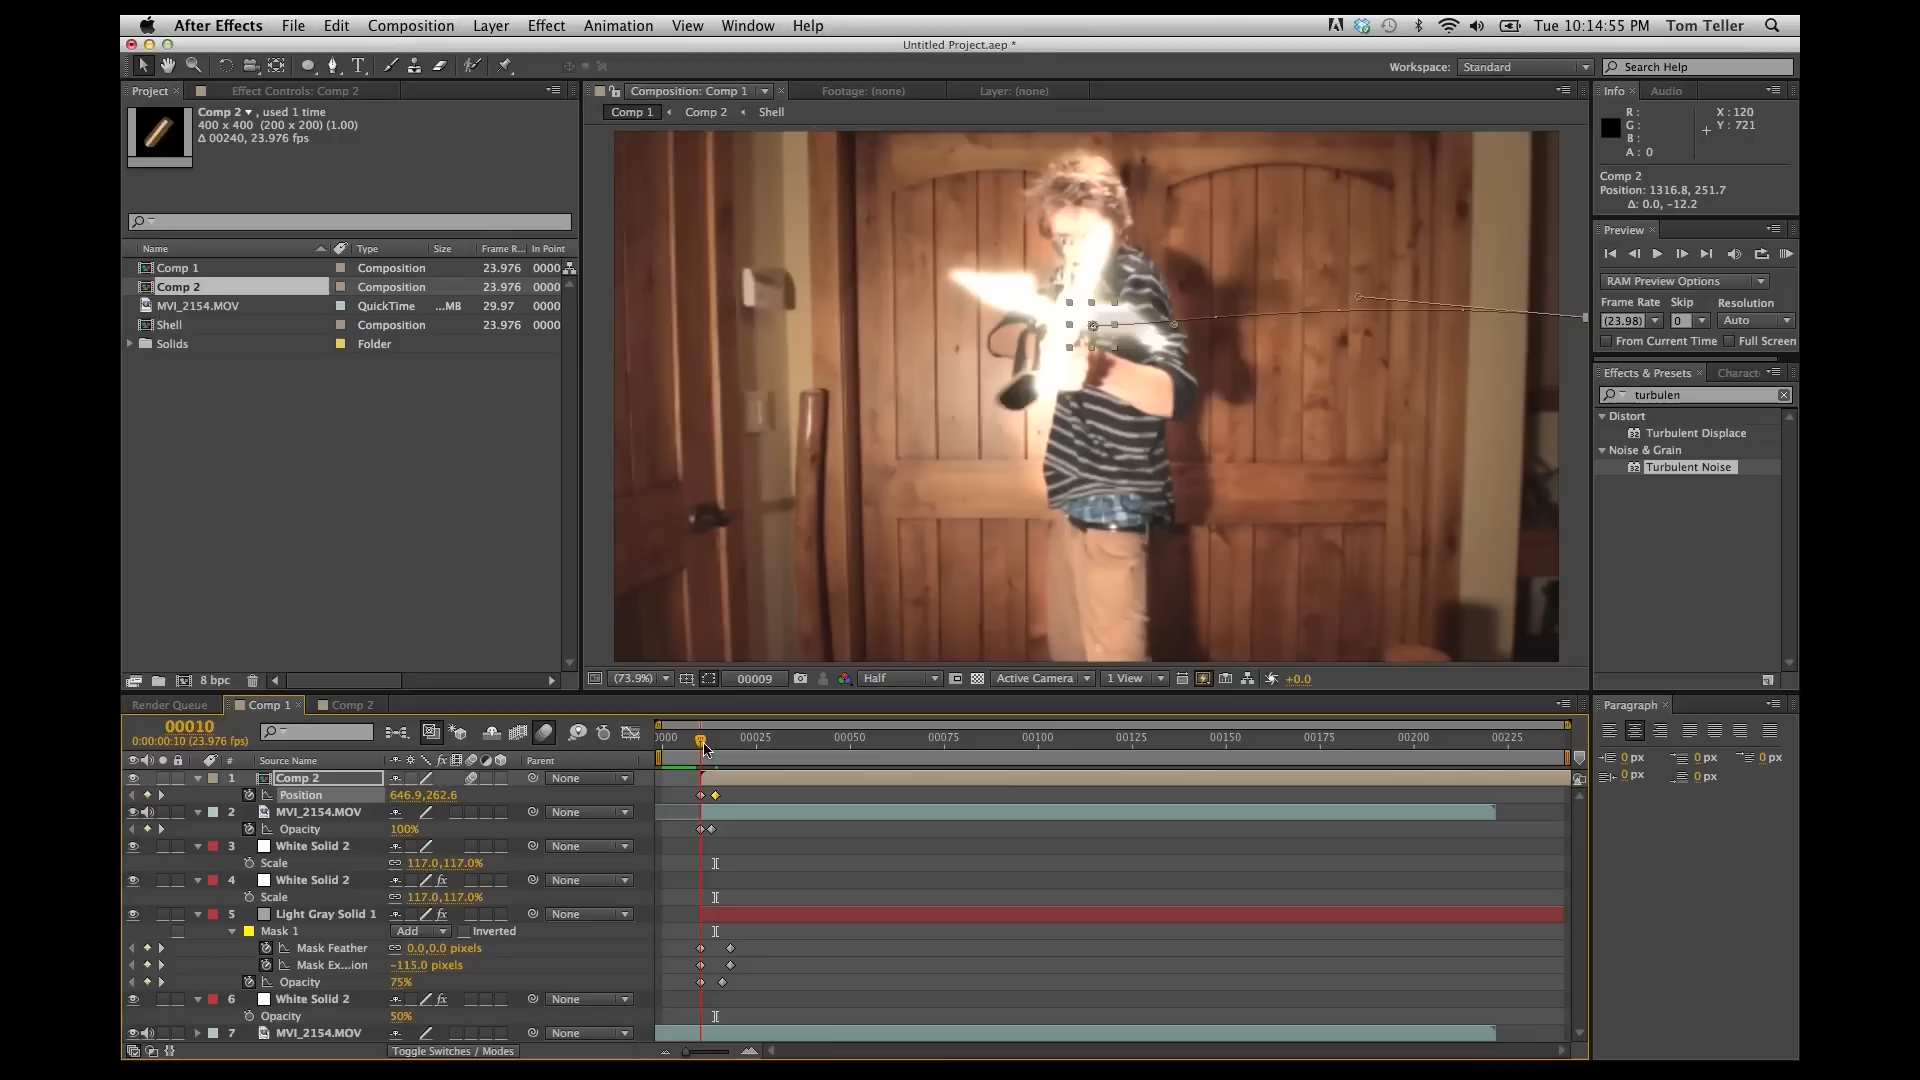 After Effects File Edit Composition Layer Effect Animation View Window Help Tue 10:14:55 PM Tom Teller
Untitled Project.aep *
Workspace: Standard Search Help
Project Effect Controls: Comp 2
Composition: Comp 1 Footage: (none) Layer: (none)
Info Audio
Comp 2 , used 1 time
400 x 400 (200 x 200) (1.00)
Δ 00240, 23.976 fps
Comp 1 Comp 2 Shell
R: X: 120
G: Y: 721
B:
A: 0
Comp 2
Position: 1316.8, 251.7
Δ: 0.0, -12.2
Name Type Size Frame R... In Point
Comp 1 Composition 23.976 0000
Comp 2 Composition 23.976 0000
MVI_2154.MOV QuickTime ...MB 29.97 0000
Shell Composition 23.976 0000
Solids Folder
Preview
RAM Preview Options
Frame Rate Skip Resolution
(23.98) 0 Auto
From Current Time Full Screen
Effects & Presets Charact
turbulen
Distort
Turbulent Displace
Noise & Grain
Turbulent Noise
8 bpc
(73.9%) 00009 Half Active Camera 1 View +0.0
Render Queue Comp 1 Comp 2
Paragraph
00010
0:00:00:10 (23.976 fps)
0000 00025 00050 00075 00100 00125 00150 00175 00200 00225
# Source Name Parent
1 Comp 2 None
Position 646.9,262.6
2 MVI_2154.MOV None
Opacity 100%
3 White Solid 2 None
Scale 117.0,117.0%
4 White Solid 2 None
Scale 117.0,117.0%
5 Light Gray Solid 1 None
Mask 1 Add Inverted
Mask Feather 0.0,0.0 pixels
Mask Ex...ion -115.0 pixels
Opacity 75%
6 White Solid 2 None
Opacity 50%
7 MVI_2154.MOV None
Toggle Switches / Modes
0 px 0 px 0 px
0 px 0 px